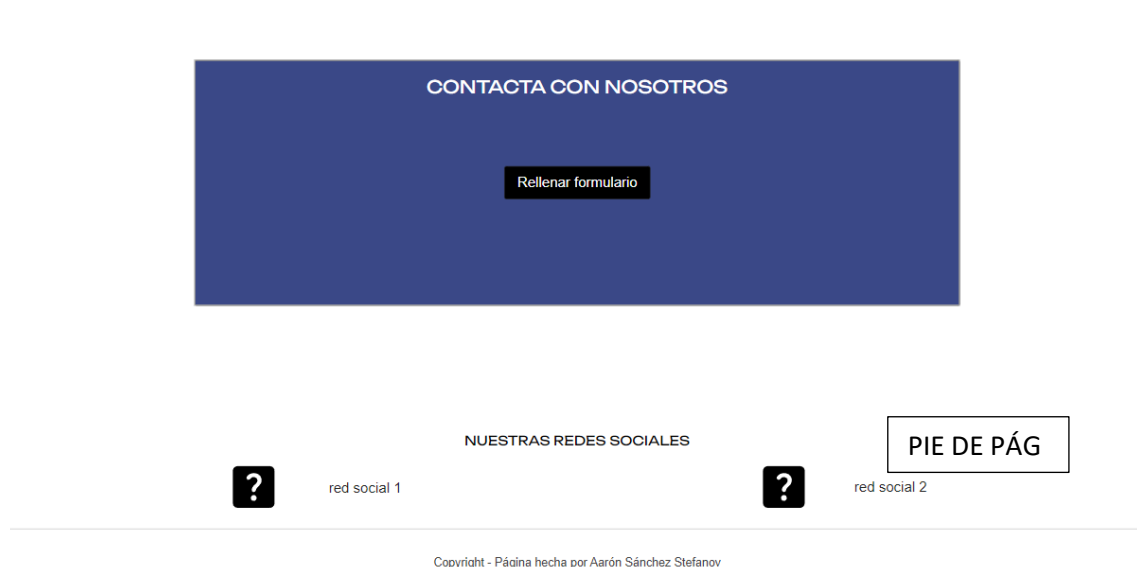 CONTACTA CON NOSOTROS
Rellenar formulario
NUESTRAS REDES SOCIALES
PIE DE PÁG
? red social 1
? red social 2
Copyright - Página hecha por Aarón Sánchez Stefanov